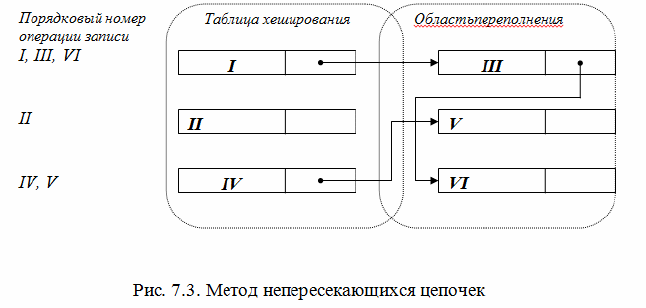 Порядковый номер
операции записи
Таблица хеширования
Областьпереполнения
I, III, VI
I
III
II
II
V
IV, V
IV
VI
Рис. 7.3. Метод непересекающихся цепочек